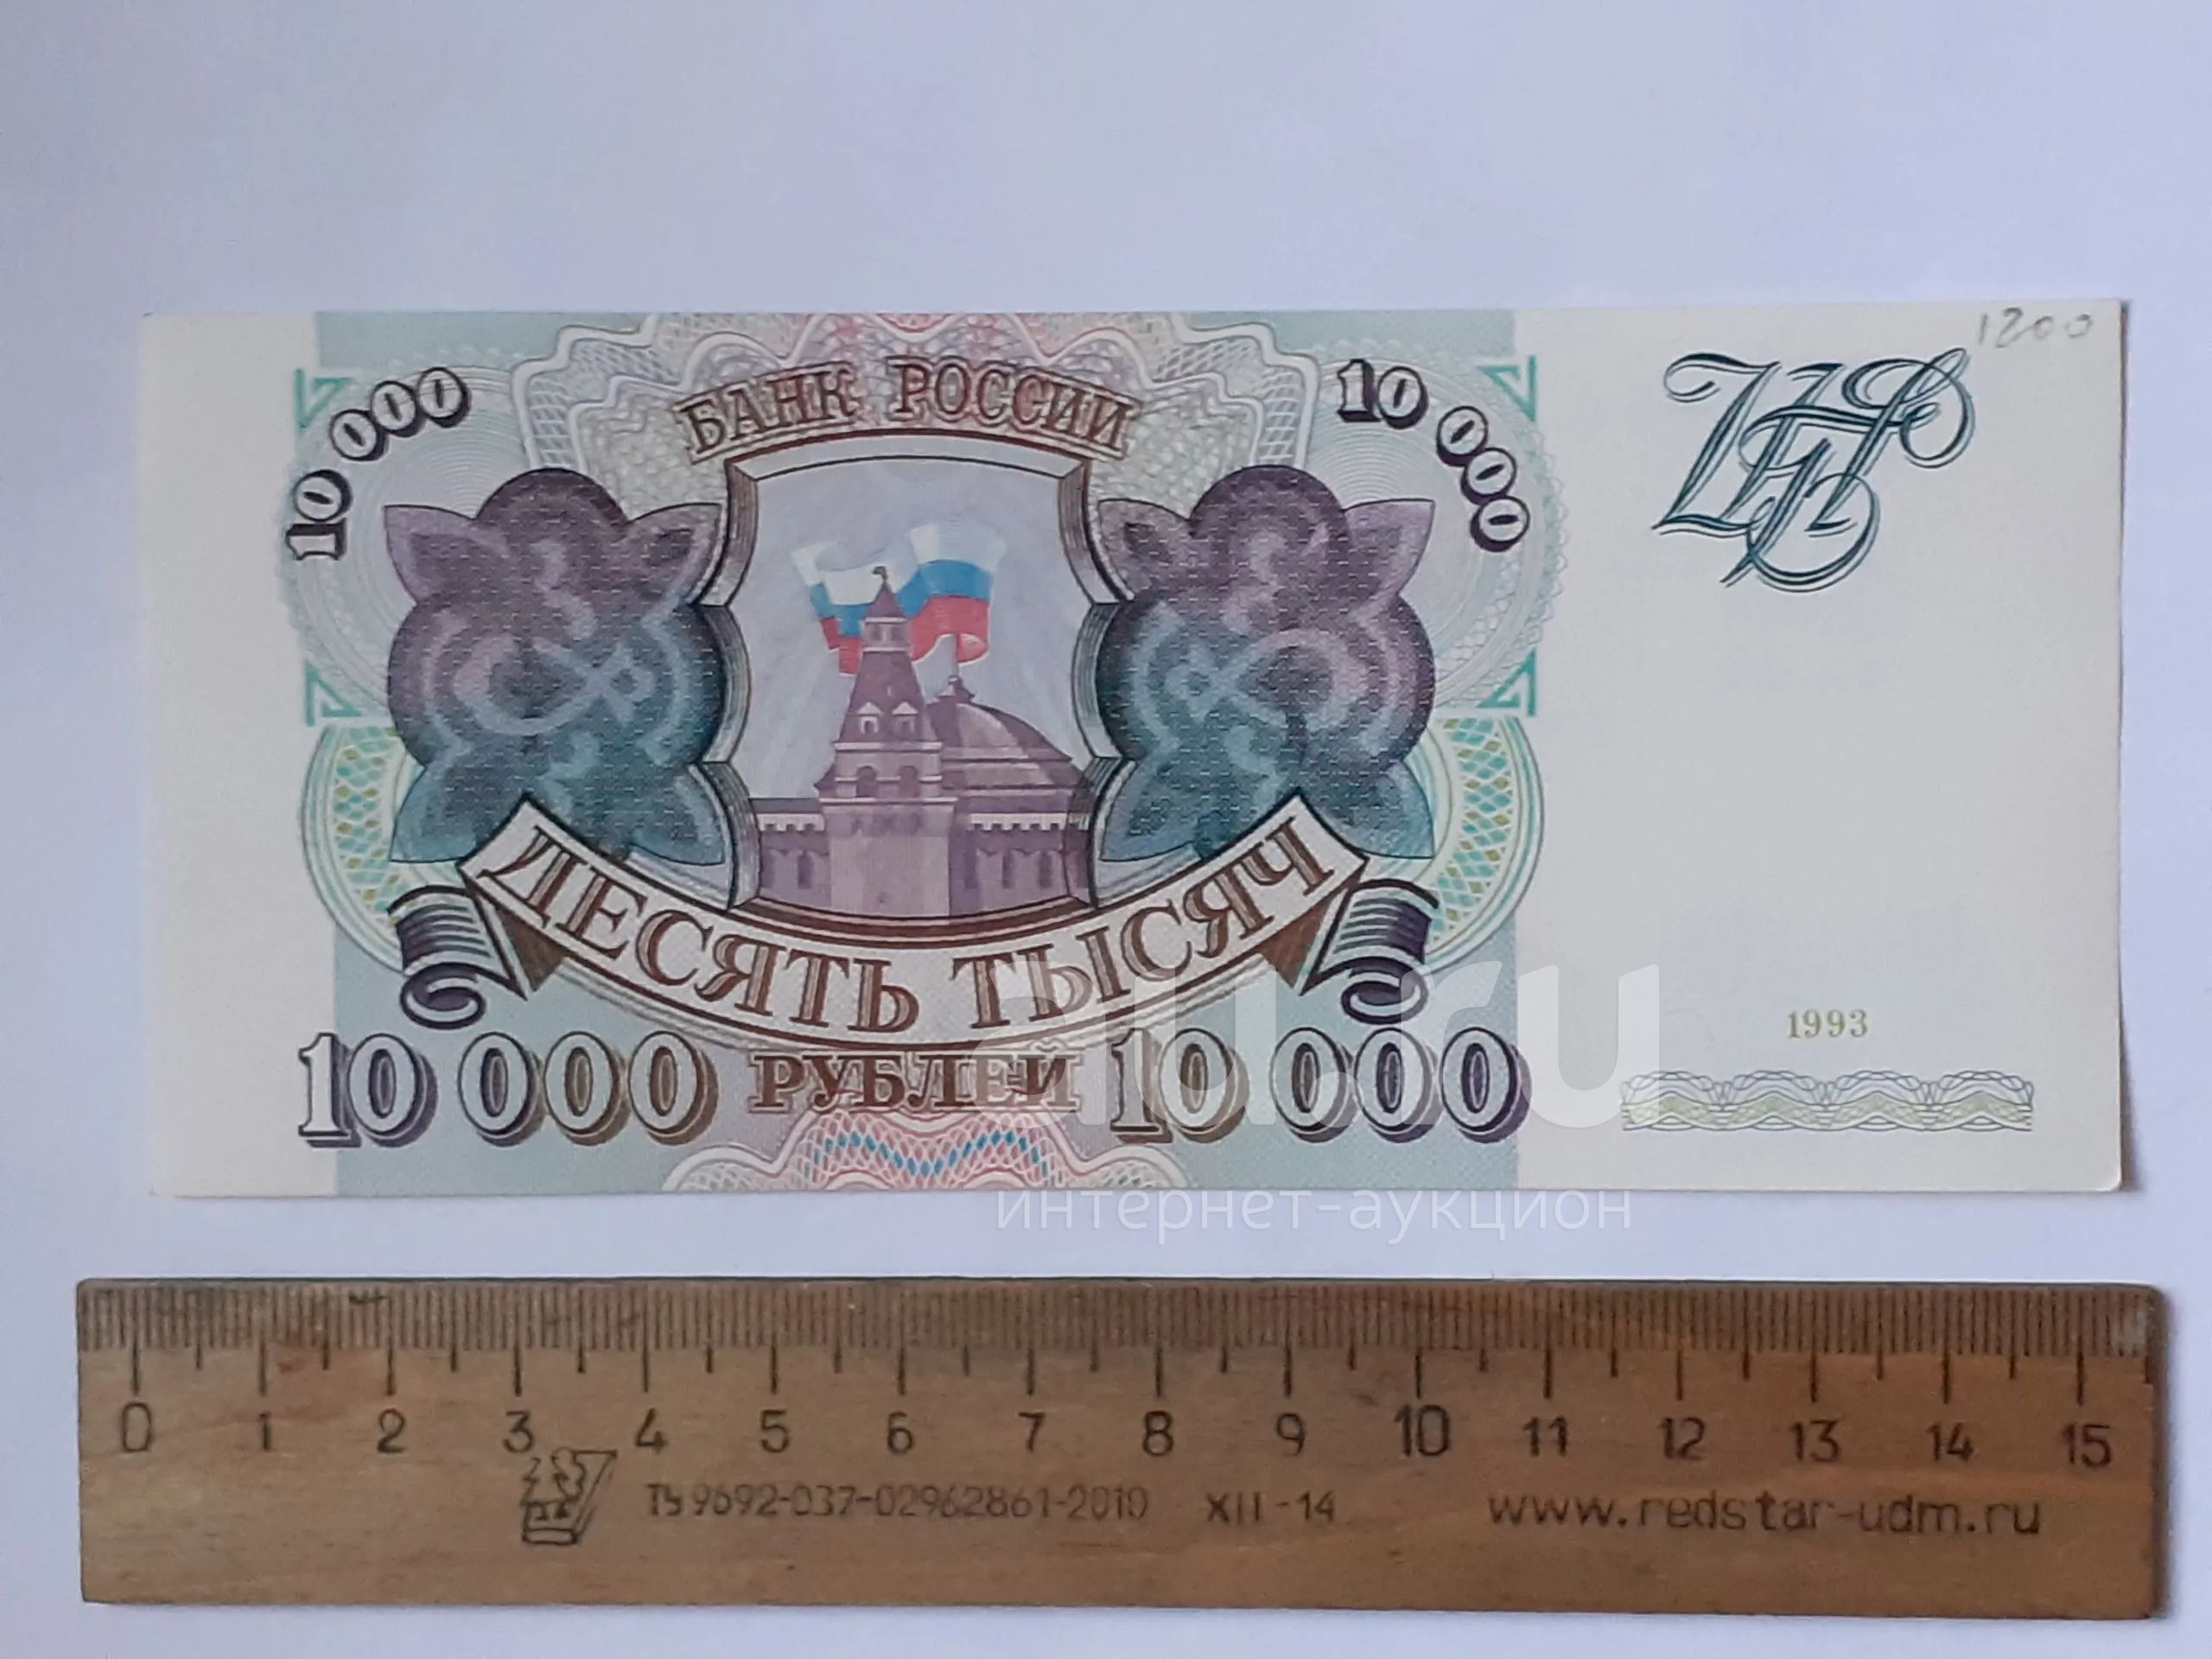 1200
БАНК РОССИИ
10 000
10 000
ДЕСЯТЬ ТЫСЯЧ
10 000 РУБЛЕЙ 10 000
1993
au.ru
интернет-аукцион
0 1 2 3 4 5 6 7 8 9 10 11 12 13 14 15
ТУ 9692-037-02962861-2010 XII-14 www.redstar-udm.ru